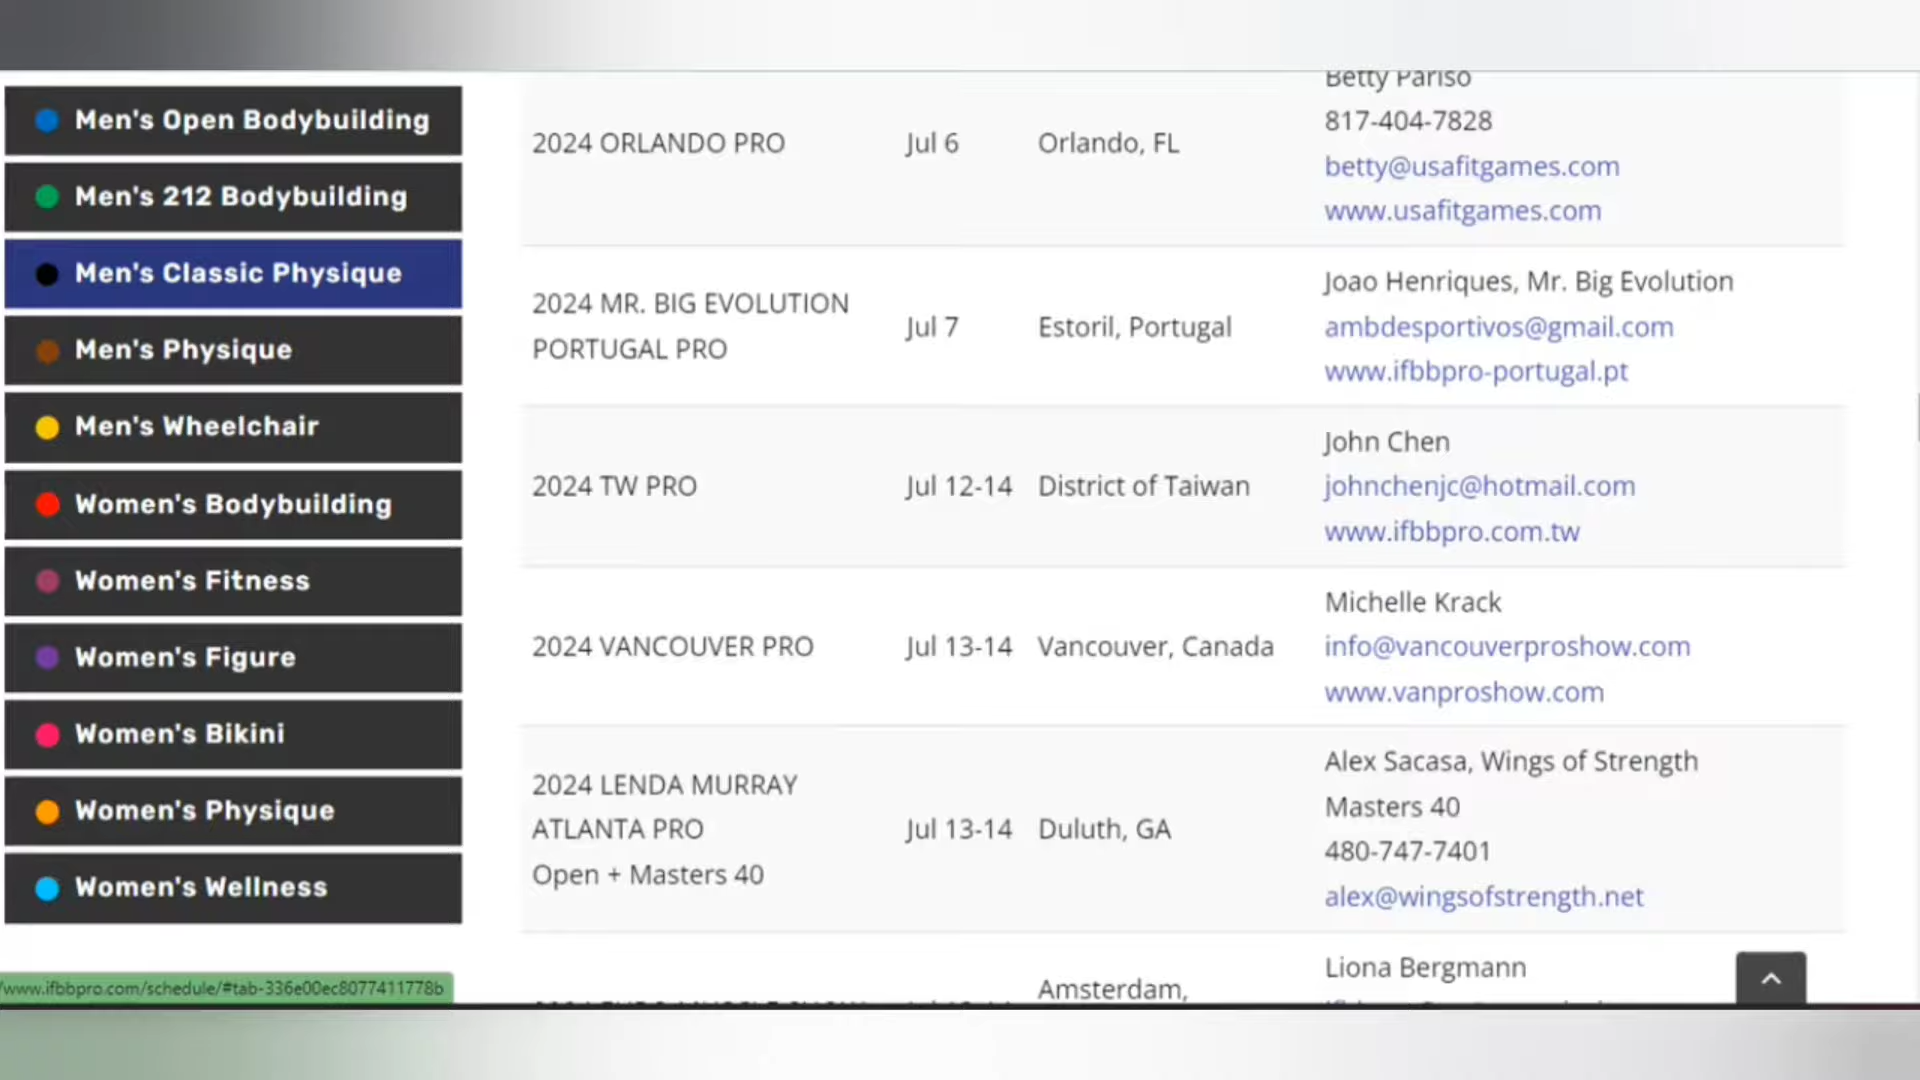 Men's Open Bodybuilding
Men's 212 Bodybuilding
Men's Classic Physique
Men's Physique
Men's Wheelchair
Women's Bodybuilding
Women's Fitness
Women's Figure
Women's Bikini
Women's Physique
Women's Wellness
/www.ifbbpro.com/schedule/#tab-336e00ec8077411778b
Betty Pariso
2024 ORLANDO PRO
Jul 6
Orlando, FL
817-404-7828
betty@usafitgames.com
www.usafitgames.com
2024 MR. BIG EVOLUTION
PORTUGAL PRO
Jul 7
Estoril, Portugal
Joao Henriques, Mr. Big Evolution
ambdesportivos@gmail.com
www.ifbbpro-portugal.pt
2024 TW PRO
Jul 12-14
District of Taiwan
John Chen
johnchenjc@hotmail.com
www.ifbbpro.com.tw
2024 VANCOUVER PRO
Jul 13-14
Vancouver, Canada
Michelle Krack
info@vancouverproshow.com
www.vanproshow.com
2024 LENDA MURRAY
ATLANTA PRO
Open + Masters 40
Jul 13-14
Duluth, GA
Alex Sacasa, Wings of Strength
Masters 40
480-747-7401
alex@wingsofstrength.net
Amsterdam,
Liona Bergmann